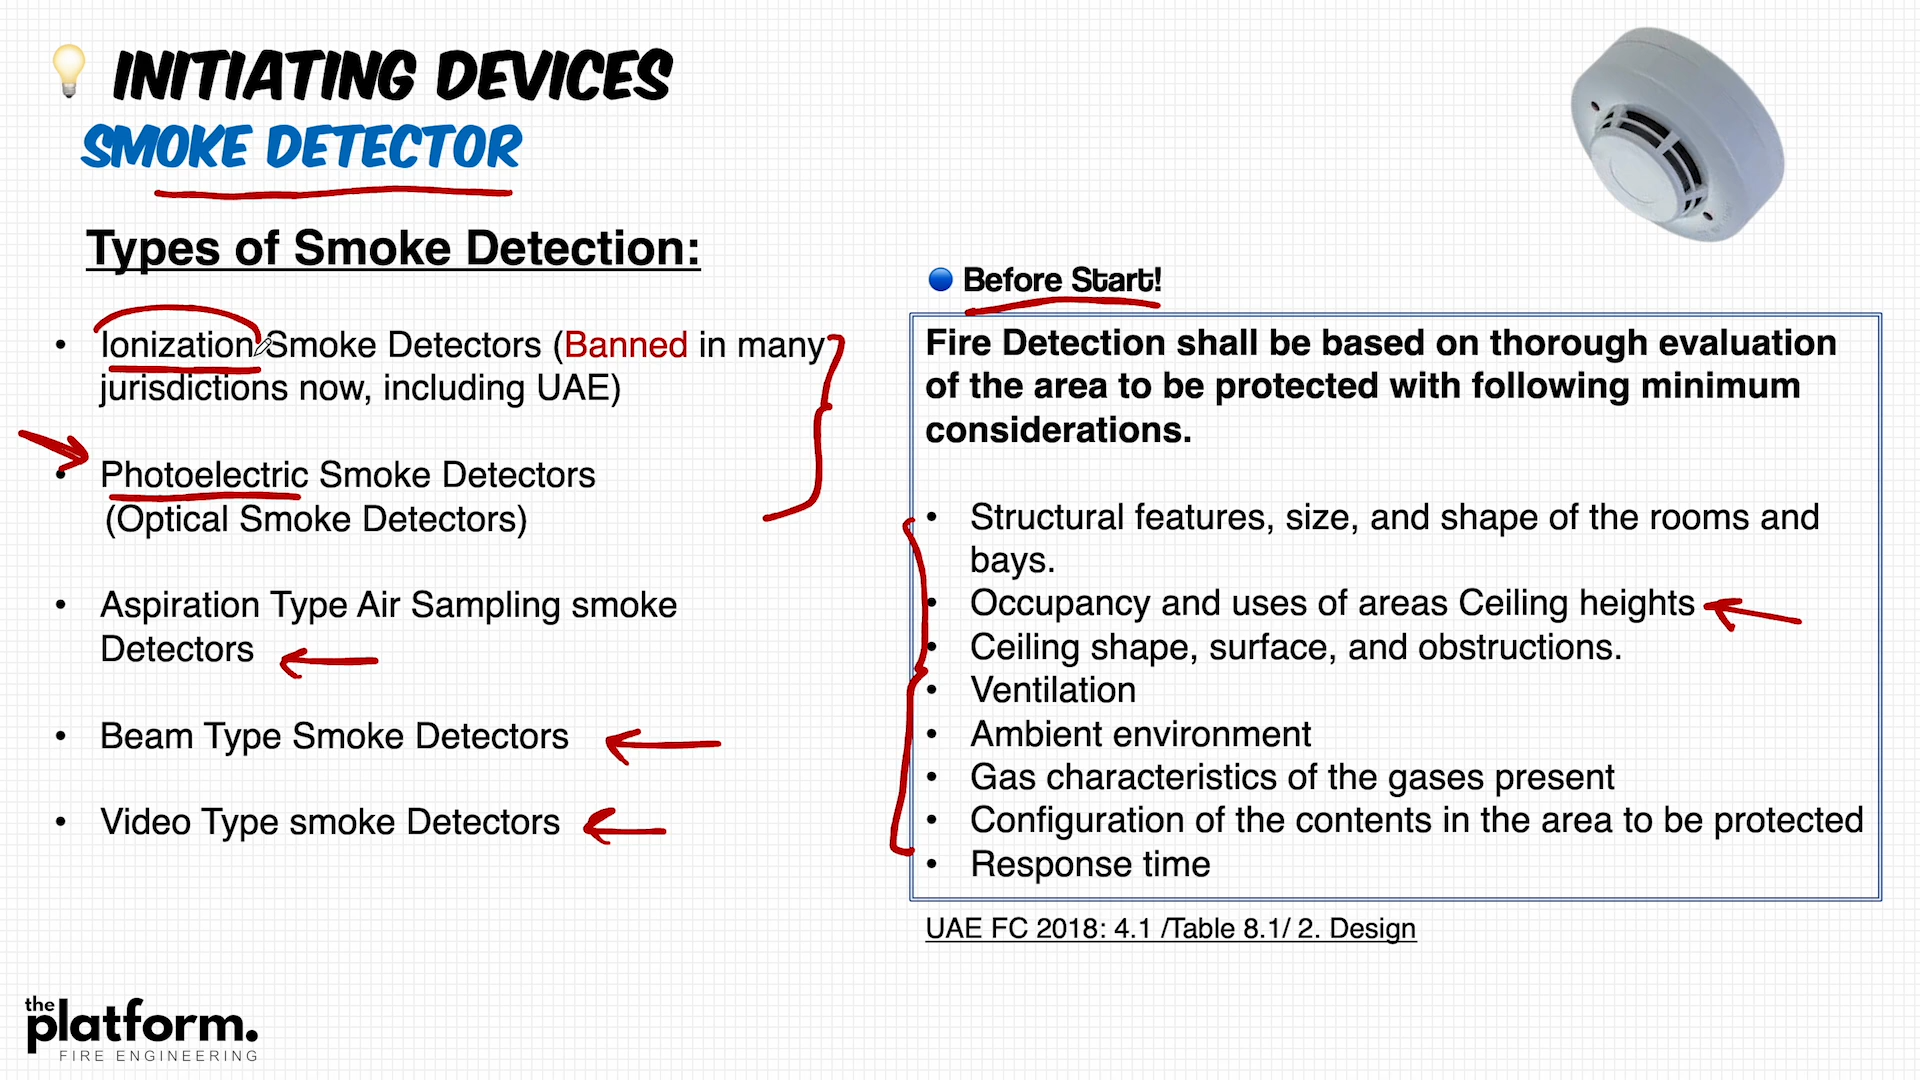 INITIATING DEVICES
SMOKE DETECTOR
Types of Smoke Detection:
• Ionization Smoke Detectors (Banned in many
jurisdictions now, including UAE)
• Photoelectric Smoke Detectors
(Optical Smoke Detectors)
• Aspiration Type Air Sampling smoke
Detectors
• Beam Type Smoke Detectors
• Video Type smoke Detectors
Before Start!
Fire Detection shall be based on thorough evaluation
of the area to be protected with following minimum
considerations.
• Structural features, size, and shape of the rooms and
bays.
• Occupancy and uses of areas Ceiling heights
• Ceiling shape, surface, and obstructions.
• Ventilation
• Ambient environment
• Gas characteristics of the gases present
• Configuration of the contents in the area to be protected
• Response time
UAE FC 2018: 4.1 /Table 8.1/ 2. Design
the
platform.
FIRE ENGINEERING